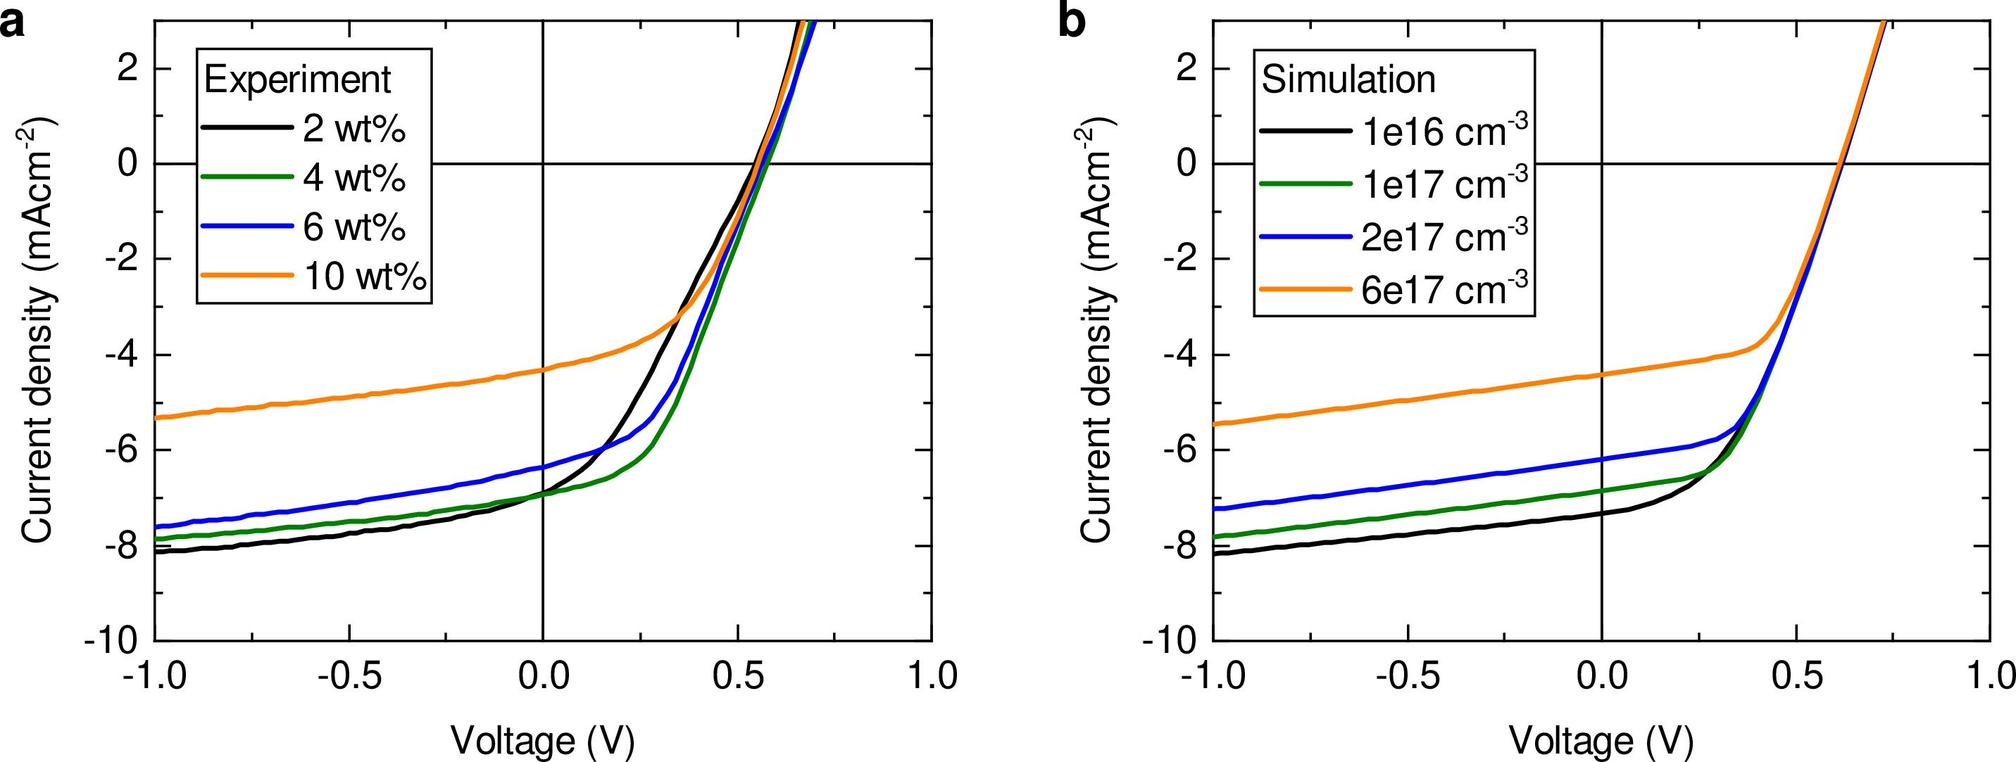 a
Experiment
2 wt%
4 wt%
6 wt%
10 wt%
2
0
-2
-4
-6
-8
-10
-1.0 -0.5 0.0 0.5 1.0
Voltage (V)
Current density (mAcm-2)
b
Simulation
1e16 cm-3
1e17 cm-3
2e17 cm-3
6e17 cm-3
2
0
-2
-4
-6
-8
-10
-1.0 -0.5 0.0 0.5 1.0
Voltage (V)
Current density (mAcm-2)